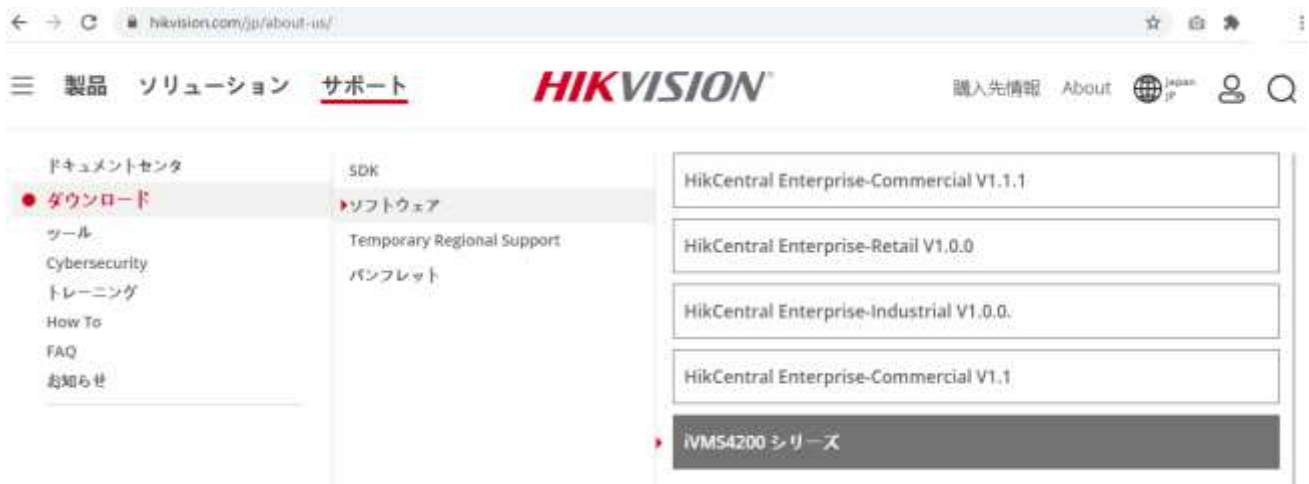 hikvision.com/jp/about-us/
製品 ソリューション サポート HIKVISION 購入先情報 About Japan JP
ドキュメントセンタ
ダウンロード
ツール
Cybersecurity
トレーニング
How To
FAQ
お知らせ
SDK
ソフトウェア
Temporary Regional Support
パンフレット
HikCentral Enterprise-Commercial V1.1.1
HikCentral Enterprise-Retail V1.0.0
HikCentral Enterprise-Industrial V1.0.0.
HikCentral Enterprise-Commercial V1.1
iVMS4200 シリーズ